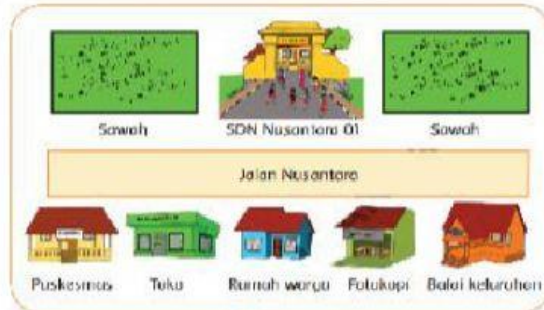 Sawah
SDN Nusantara 01
Sawah
Jalan Nusantara
Puskesmas
Toko
Rumah warga
Fotokopi
Balai kelurahan